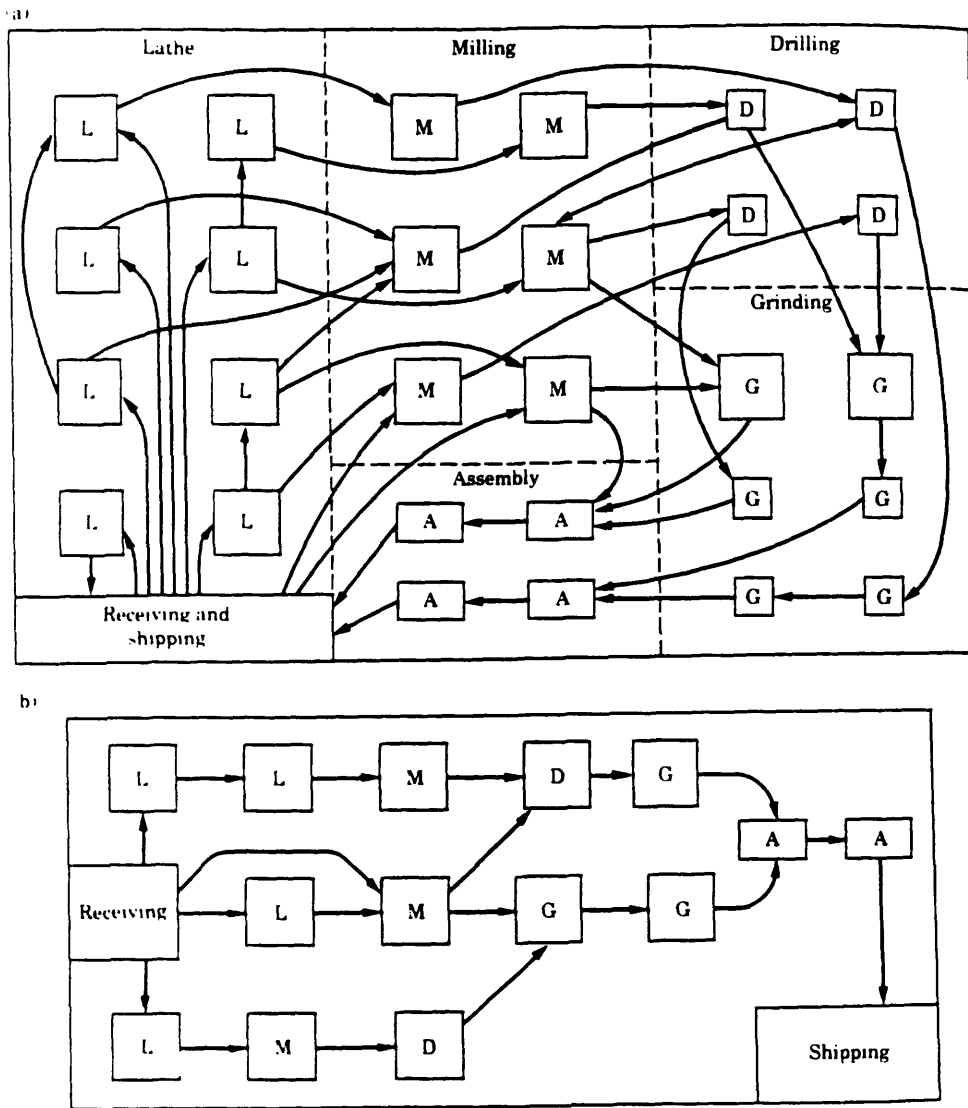 a)
Lathe Milling Drilling
L L M M D D
L L M M D D
Grinding
L L M M G G
Assembly
L L A A G G
Receiving and
shipping
A A G G
b)
L L M D G
A A
Receiving L M G G
L M D
Shipping